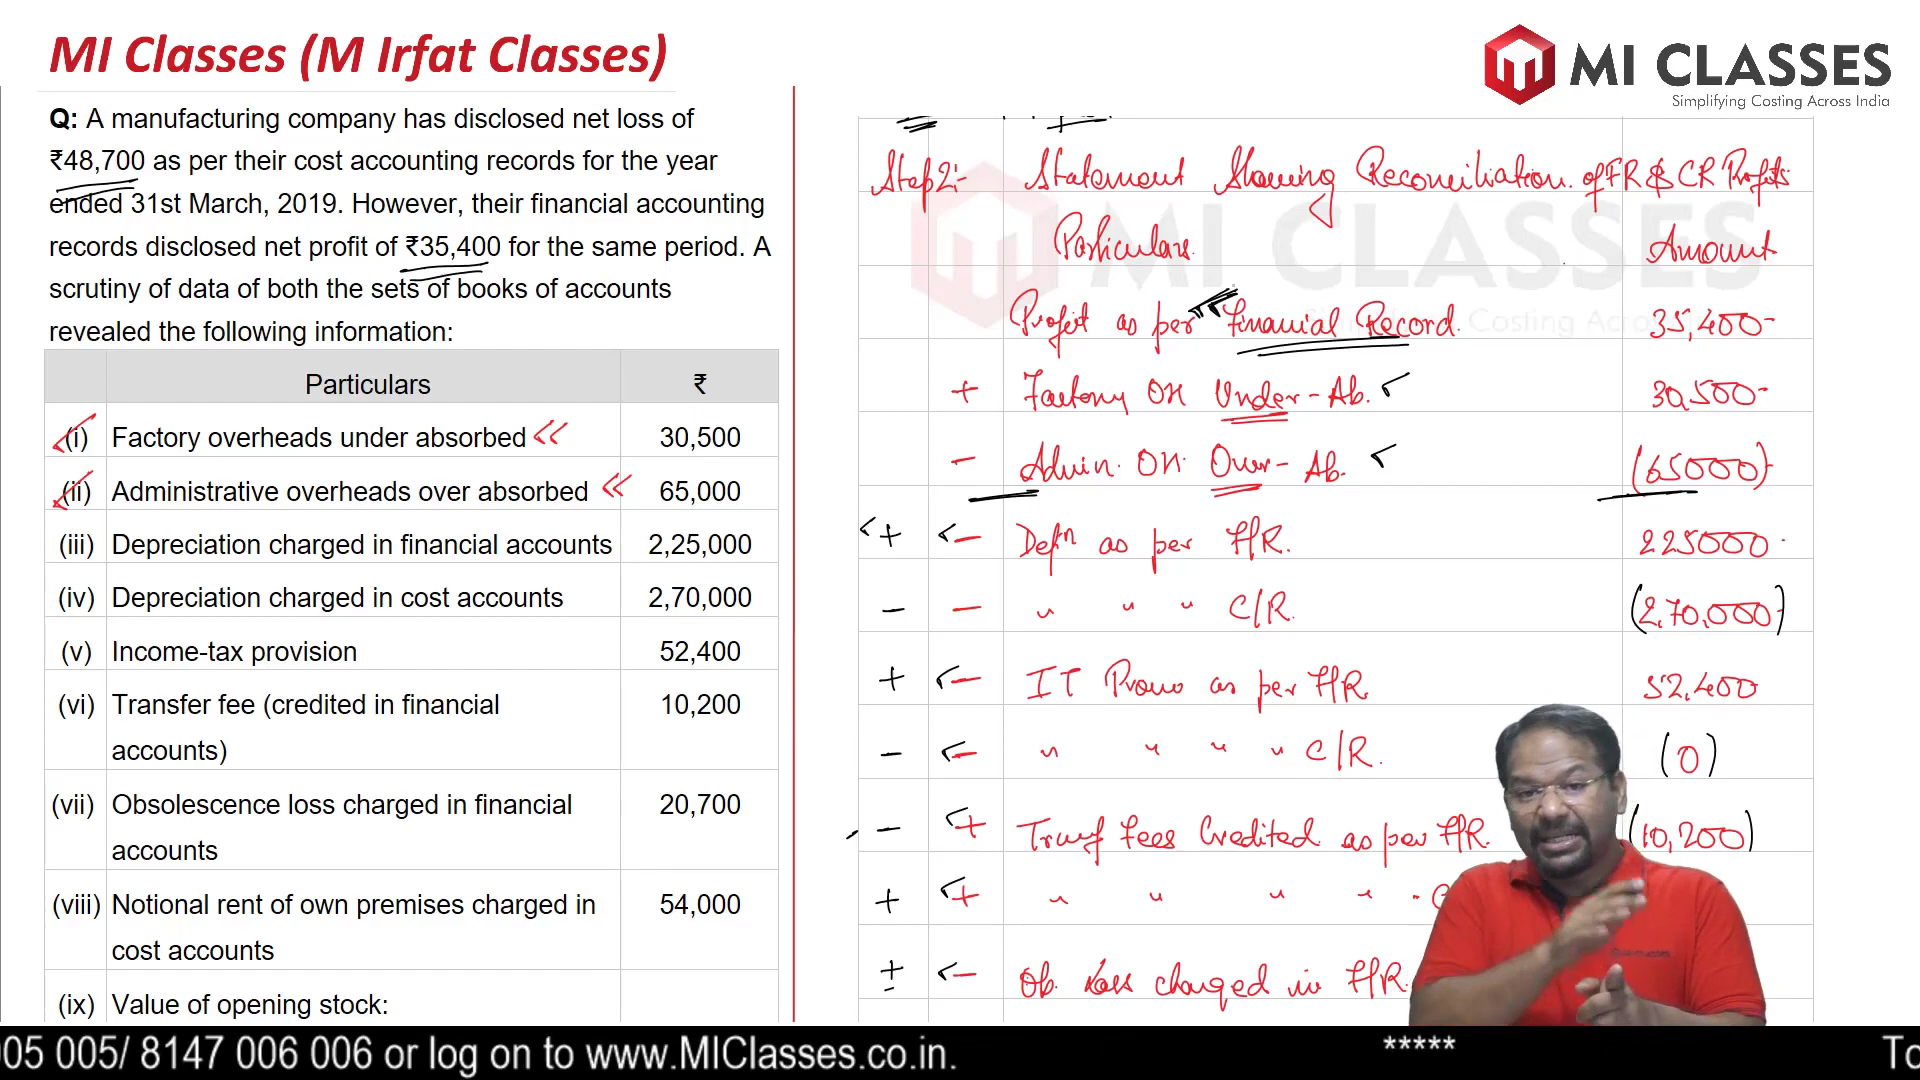 MI Classes (M Irfat Classes)
MI CLASSES
Simplifying Costing Across India
Q: A manufacturing company has disclosed net loss of
₹48,700 as per their cost accounting records for the year
ended 31st March, 2019. However, their financial accounting
records disclosed net profit of ₹35,400 for the same period. A
scrutiny of data of both the sets of books of accounts
revealed the following information:
Particulars ₹
(i) Factory overheads under absorbed 30,500
(ii) Administrative overheads over absorbed 65,000
(iii) Depreciation charged in financial accounts 2,25,000
(iv) Depreciation charged in cost accounts 2,70,000
(v) Income-tax provision 52,400
(vi) Transfer fee (credited in financial 10,200
accounts)
(vii) Obsolescence loss charged in financial 20,700
accounts
(viii) Notional rent of own premises charged in 54,000
cost accounts
(ix) Value of opening stock:
Step 2:- Statement Showing Reconciliation of FR & CR Profits
Particulars Amount
Profit as per Financial Record 35,400-
+ Factory OH Under-Ab. 30,500-
- Admin. OH. Over-Ab. (65000)
+ - Depn as per FR. 225000
- - " " " C/R. (2,70,000)
+ - IT Provo as per FR 52,400
- - " " " " C/R. (0)
- + Transf Fees Credited as per FR. (10,200)
+ + " " " "
+ - Ob. Loss charged in FR.
MI CLASSES
Costing
005 005/ 8147 006 006 or log on to www.MIClasses.co.in. ***** To